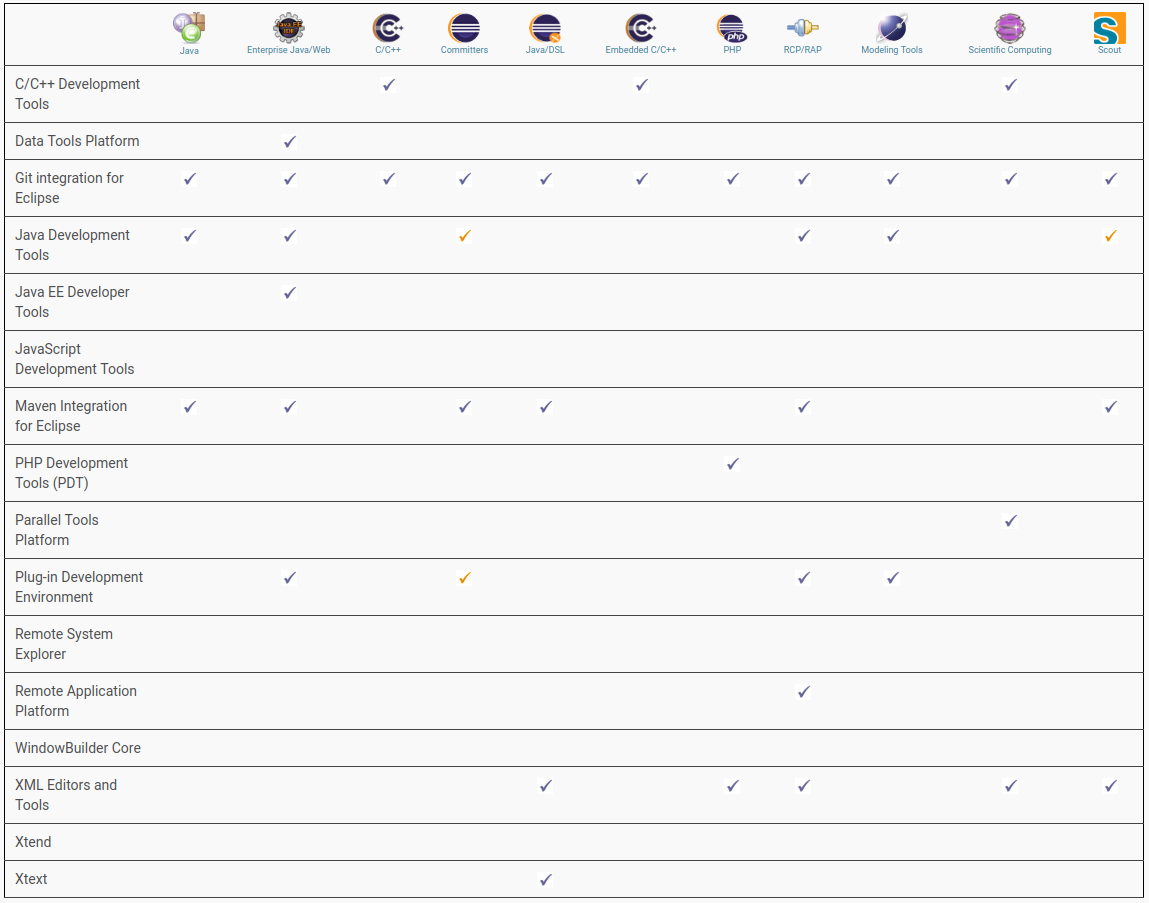 Java Enterprise Java/Web C/C++ Committers Java/DSL Embedded C/C++ PHP RCP/RAP Modeling Tools Scientific Computing Scout
C/C++ Development
Tools
Data Tools Platform
Git integration for
Eclipse
Java Development
Tools
Java EE Developer
Tools
JavaScript
Development Tools
Maven Integration
for Eclipse
PHP Development
Tools (PDT)
Parallel Tools
Platform
Plug-in Development
Environment
Remote System
Explorer
Remote Application
Platform
WindowBuilder Core
XML Editors and
Tools
Xtend
Xtext